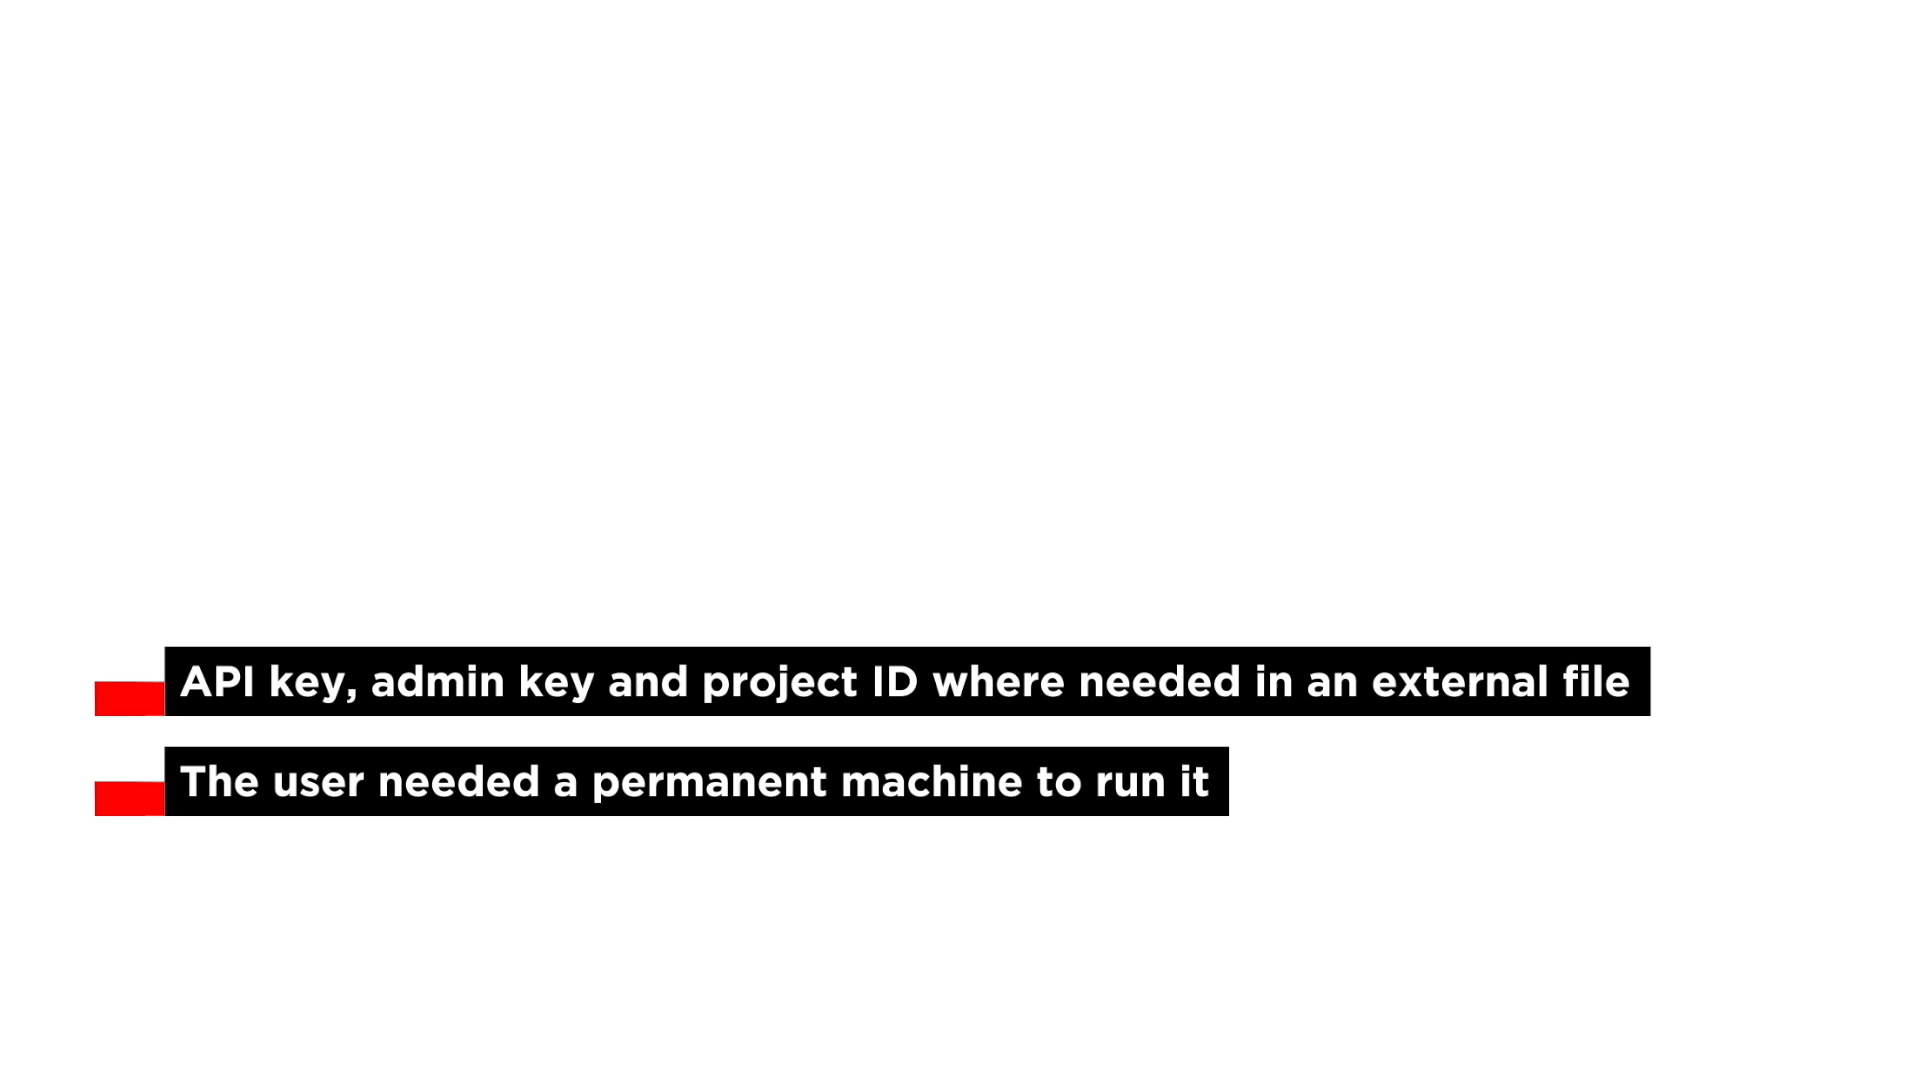 API key, admin key and project ID where needed in an external file
The user needed a permanent machine to run it